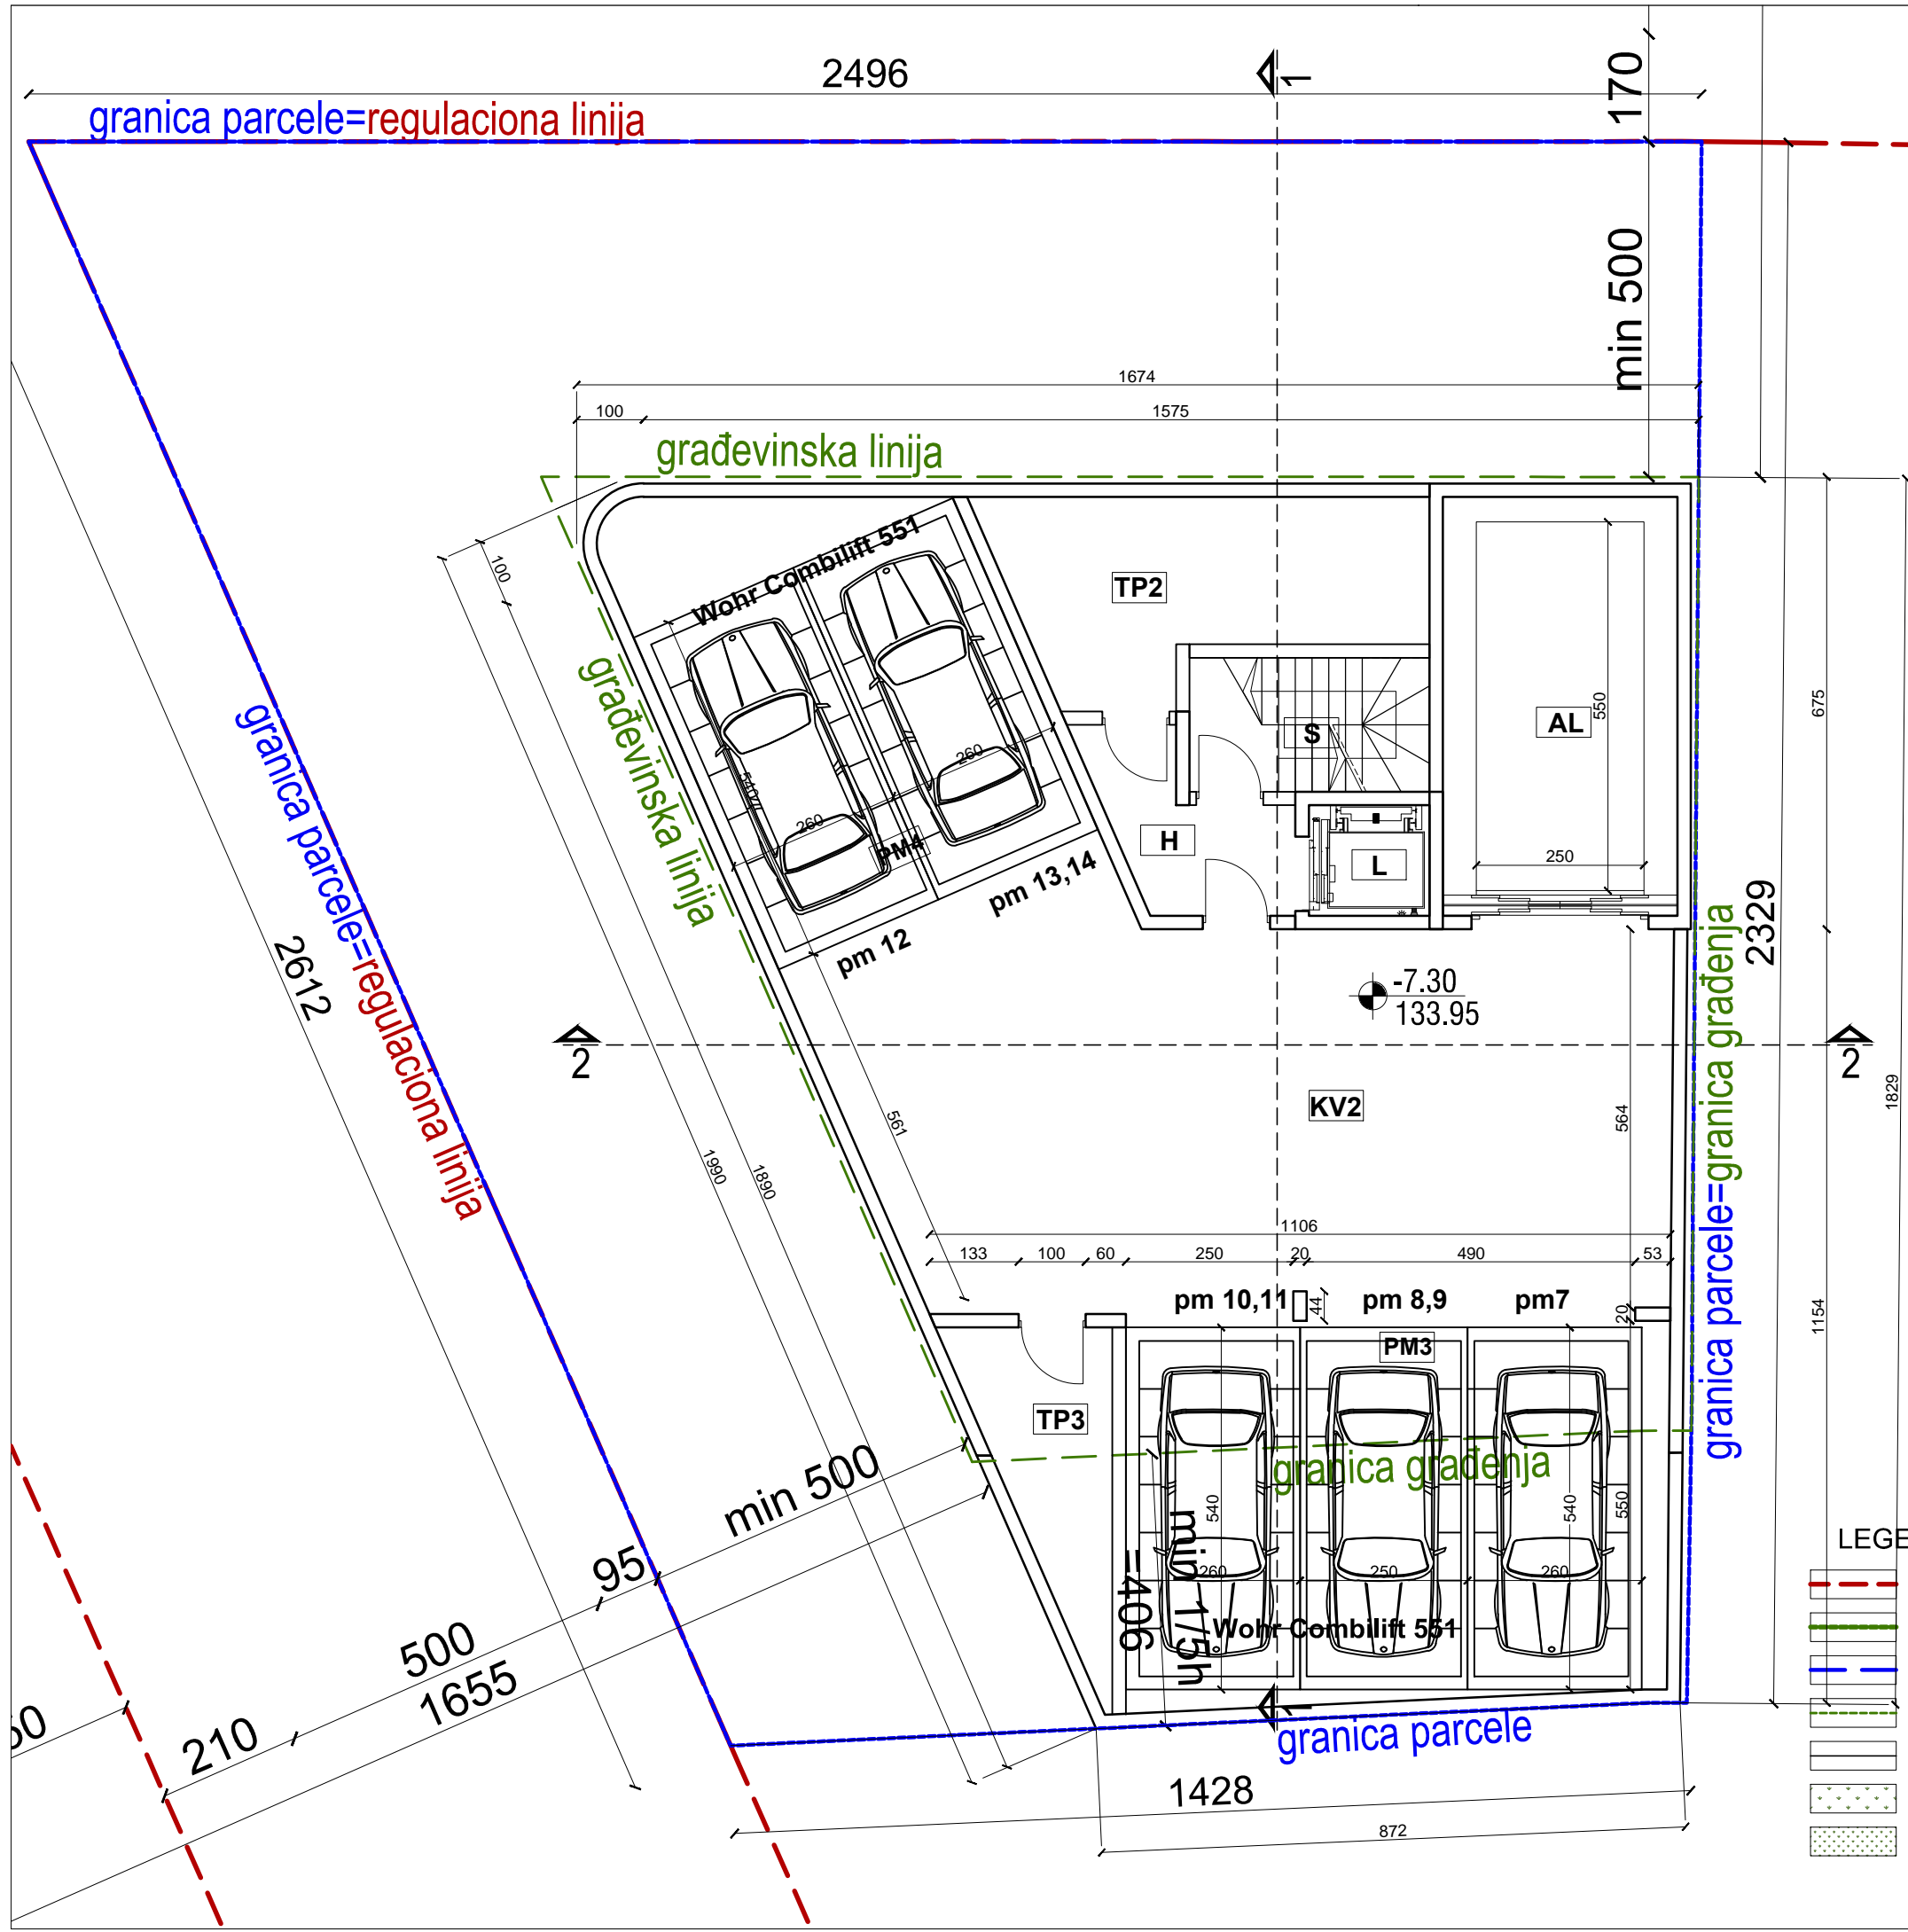 2496
1
170
granica parcele=regulaciona linija
min 500
1674
100
1575
građevinska linija
100
Wohr Combilift 551
TP2
građevinska linija
550
AL
675
S
260
540
260
PM4
H
L
250
granica parcele=regulaciona linija
pm 13,14
pm 12
2329
2612
-7.30
133.95
2
2
KV2
564
561
1829
1990
1890
granica parcele=granica građenja
1106
133
100
60
250
20
490
53
pm 10,11
44
pm 8,9
pm7
20
1154
PM3
TP3
min 500
granica građenja
540
540
550
LEGE
min 1/5h
=406
260
250
260
95
Wohr Combilift 551
500
1655
210
1
granica parcele
1428
872